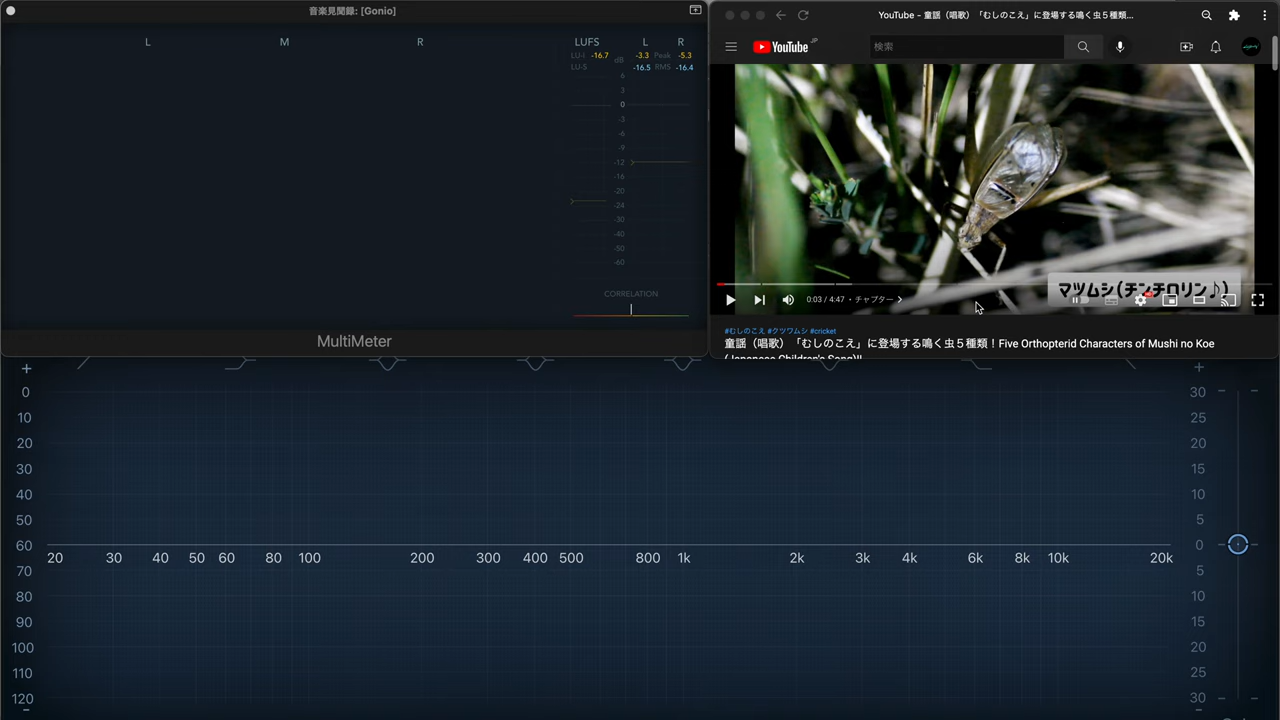 音楽見聞録: [Gonio]
L M R
LUFS L R
LU-I -16.7 -3.3 Peak -5.3
LU-S -16.5 RMS -16.4
dB
6
3
0
-3
-6
-9
-12
-16
-20
-24
-30
-40
-50
-60
CORRELATION
MultiMeter
YouTube - 童謡（唱歌）「むしのこえ」に登場する鳴く虫５種類...
YouTube JP
検索
マツムシ(チンチロリン♪)
0:03 / 4:47 • チャプター
#むしのこえ #クツワムシ #cricket
童謡（唱歌）「むしのこえ」に登場する鳴く虫５種類！Five Orthopterid Characters of Mushi no Koe
(Japanese Children's Song)!!
+ +
0 30
10 25
20 20
30 15
40 10
50 5
60 0
20 30 40 50 60 80 100 200 300 400 500 800 1k 2k 3k 4k 6k 8k 10k 20k
70 5
80 10
90 15
100 20
110 25
120 30
- -